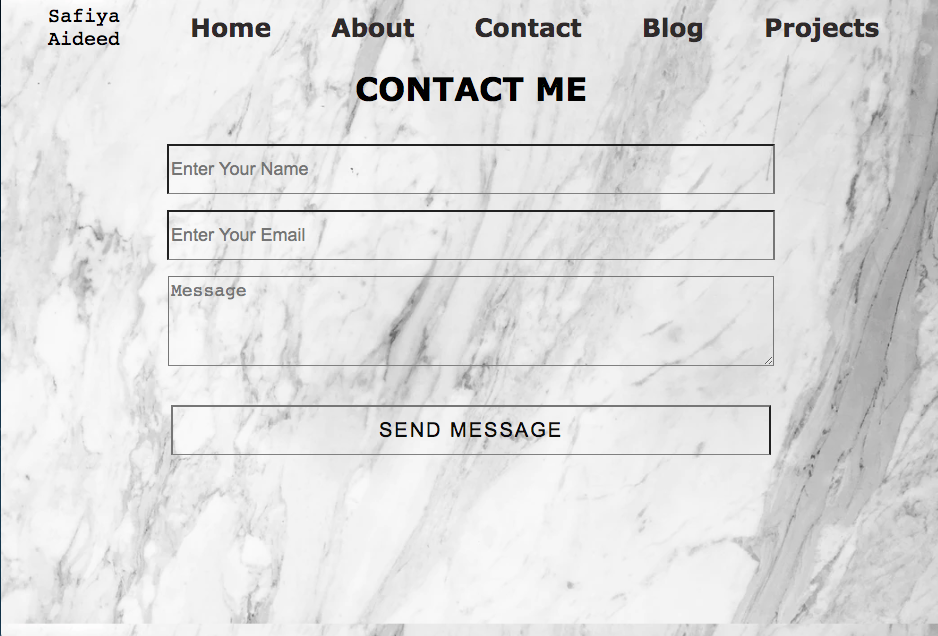 Safiya
Aideed
Home About Contact Blog Projects
CONTACT ME
Enter Your Name
Enter Your Email
Message
SEND MESSAGE